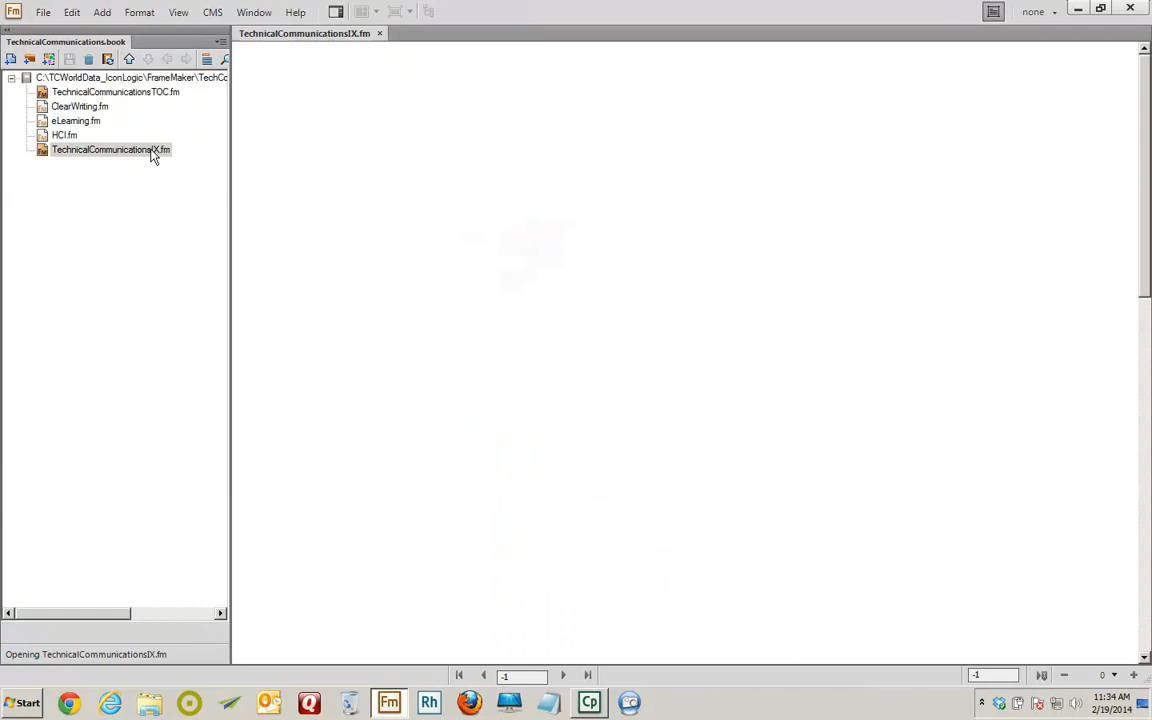 Fm File Edit Add Format View CMS Window Help none
TechnicalCommunications.book
TechnicalCommunicationsIX.fm ×
C:\TCWorldData_IconLogic\FrameMaker\TechCo
TechnicalCommunicationsTOC.fm
ClearWriting.fm
eLearning.fm
HCI.fm
TechnicalCommunicationsIX.fm
Opening TechnicalCommunicationsIX.fm
-1
-1
0
Start
Fm
Rh
Cp
11:34 AM
2/19/2014